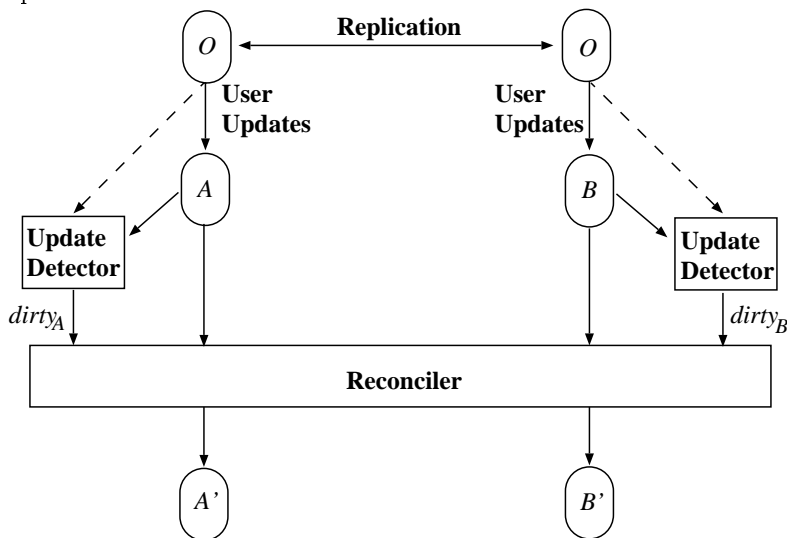 Replication
O
O
User
Updates
User
Updates
A
B
Update
Detector
Update
Detector
dirtyA
dirtyB
Reconciler
A’
B’